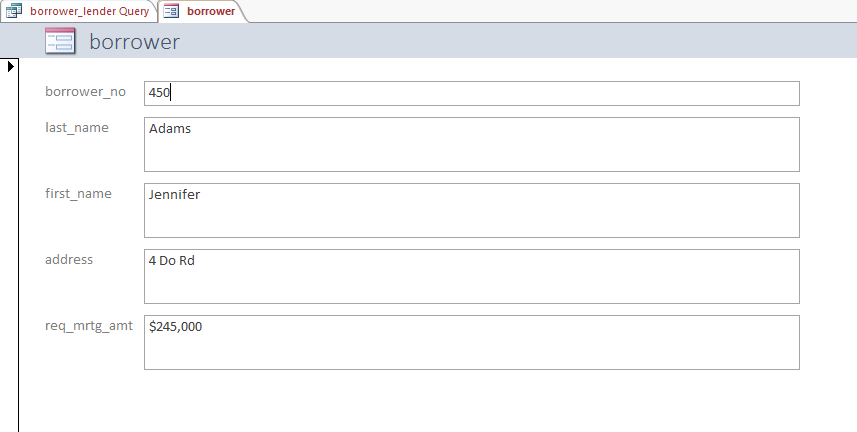 borrower_lender Query
borrower
borrower
borrower_no 450
last_name Adams
first_name Jennifer
address 4 Do Rd
req_mrtg_amt $245,000